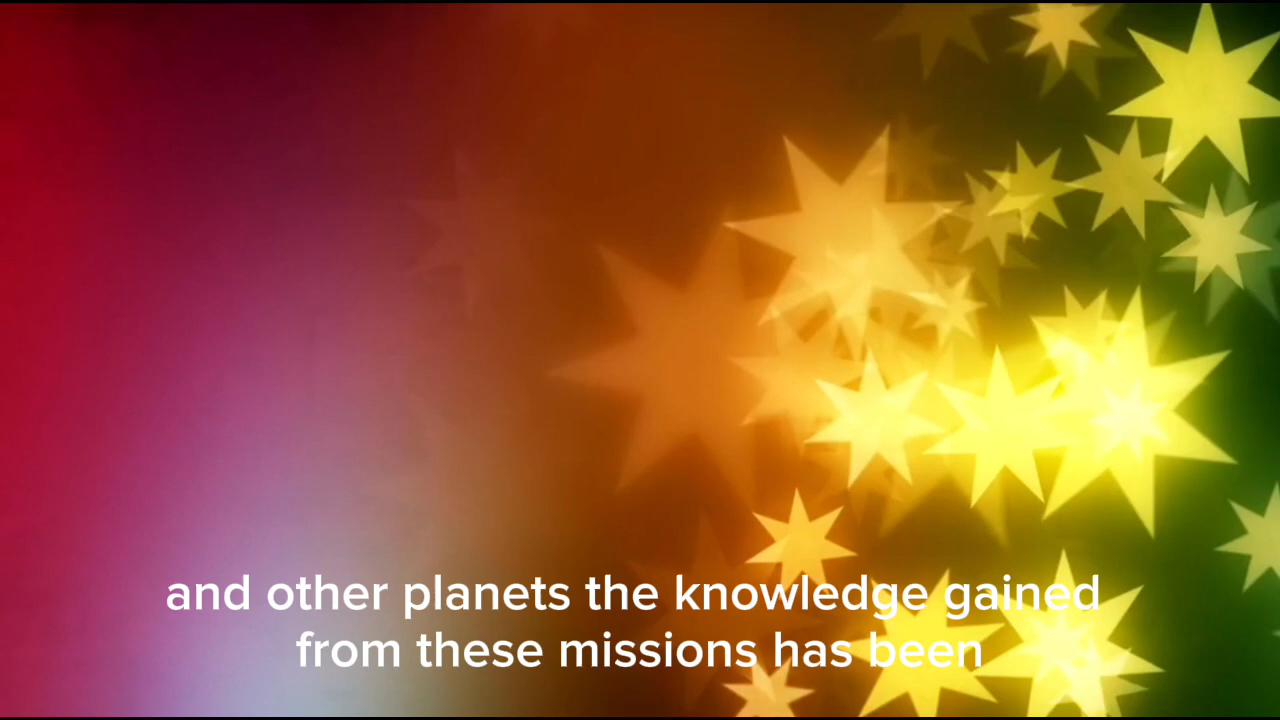 and other planets the knowledge gained
from these missions has been